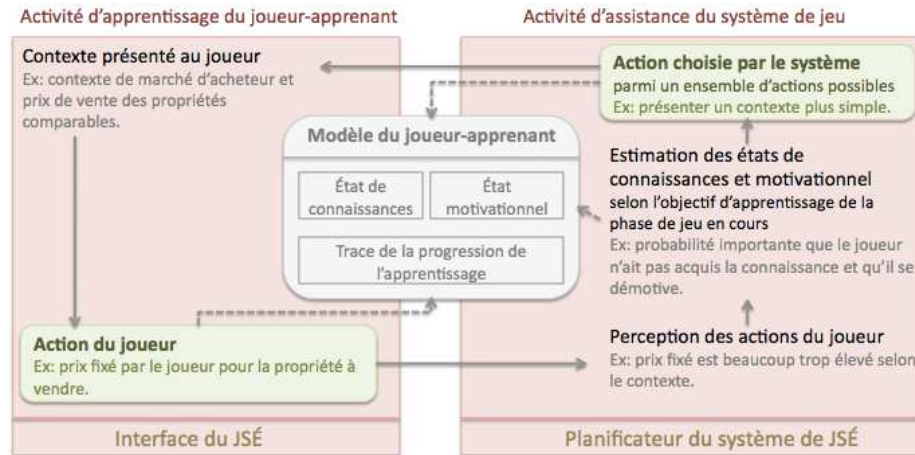 Activité d'apprentissage du joueur-apprenant
Contexte présenté au joueur
Ex: contexte de marché d'acheteur et
prix de vente des propriétés
comparables.
Action du joueur
Ex: prix fixé par le joueur pour la propriété à
vendre.
Interface du JSÉ
Modèle du joueur-apprenant
État de
connaissances
État
motivationnel
Trace de la progression de
l'apprentissage
Activité d'assistance du système de jeu
Action choisie par le système
parmi un ensemble d'actions possibles
Ex: présenter un contexte plus simple.
Estimation des états de
connaissances et motivationnel
selon l'objectif d'apprentissage de la
phase de jeu en cours
Ex: probabilité importante que le joueur
n'ait pas acquis la connaissance et qu'il se
démotive.
Perception des actions du joueur
Ex: prix fixé est beaucoup trop élevé selon
le contexte.
Planificateur du système de JSÉ